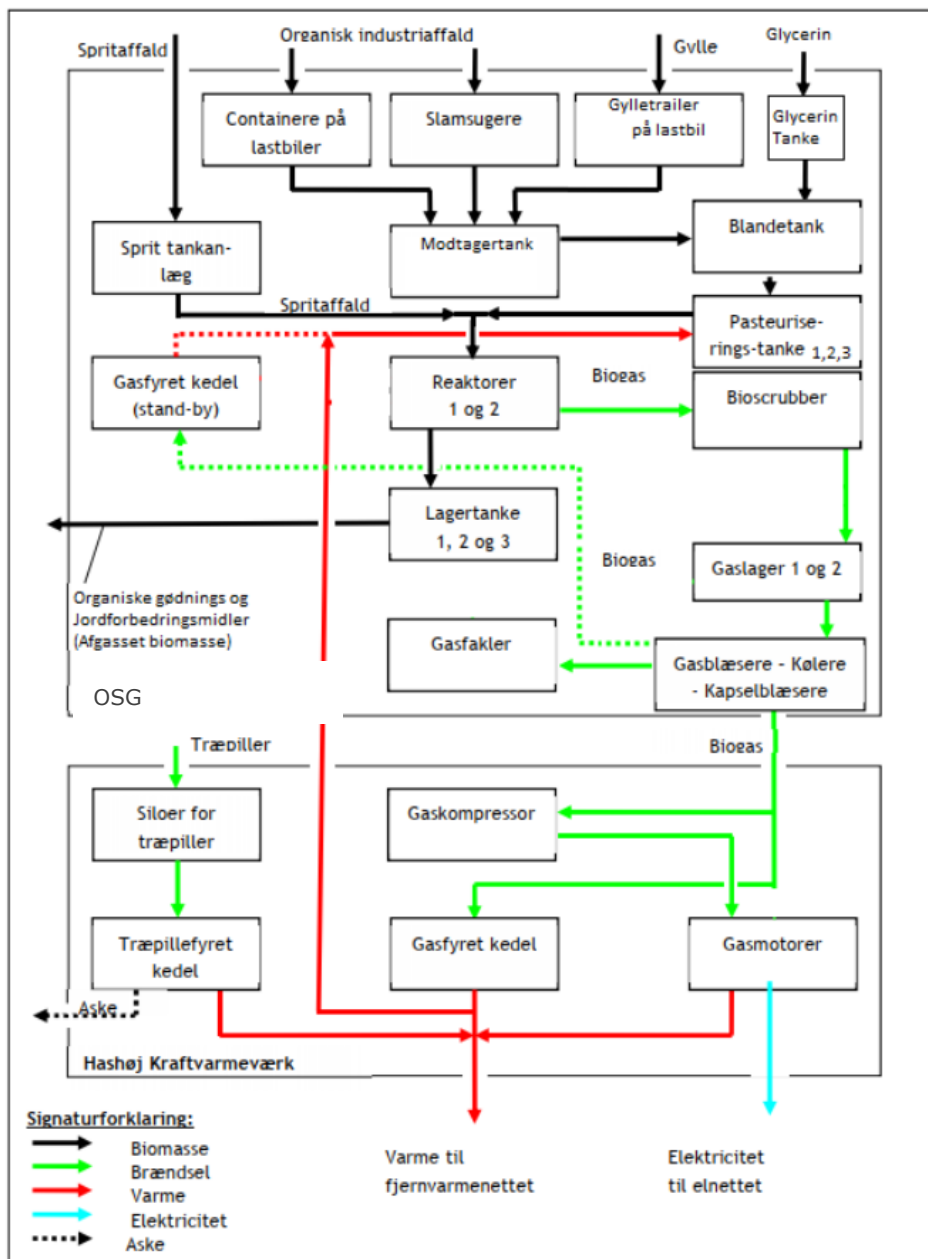 Spritaffald
Organisk industriaffald
Gylle
Glycerin
Containere på
lastbiler
Slamsugere
Gylletrailer
på lastbil
Glycerin
Tanke
Sprit tankan-
læg
Modtagertank
Blandetank
Spritaffald
Pasteurise-
rings-tanke 1,2,3
Gasfyret kedel
(stand-by)
Reaktorer
1 og 2
Biogas
Bioscrubber
Lagertanke
1, 2 og 3
Biogas
Gaslager 1 og 2
Organiske gødnings og
Jordforbedringsmidler
(Afgasset biomasse)
Gasfakler
Gasblæsere - Kølere
- Kapselblæsere
OSG
Træpiller
Biogas
Siloer for
træpiller
Gaskompressor
Træpillefyret
kedel
Gasfyret kedel
Gasmotorer
Aske
Hashøj Kraftvarmeværk
Signaturforklaring:
Biomasse
Brændsel
Varme
Elektricitet
Aske
Varme til
fjernvarmenettet
Elektricitet
til elnettet